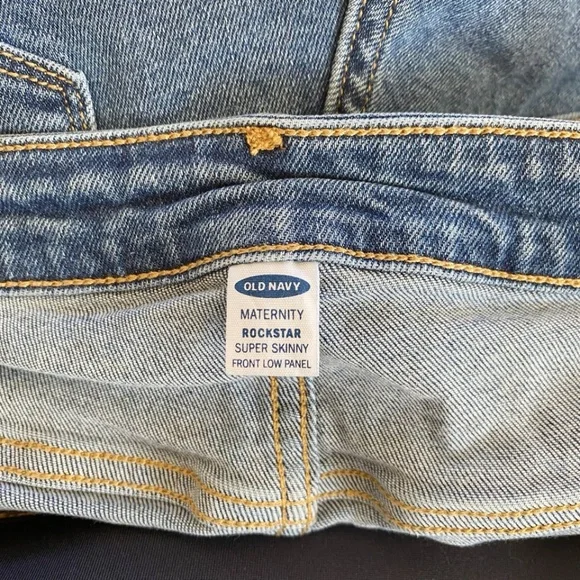 OLD NAVY
MATERNITY
ROCKSTAR
SUPER SKINNY
FRONT LOW PANEL